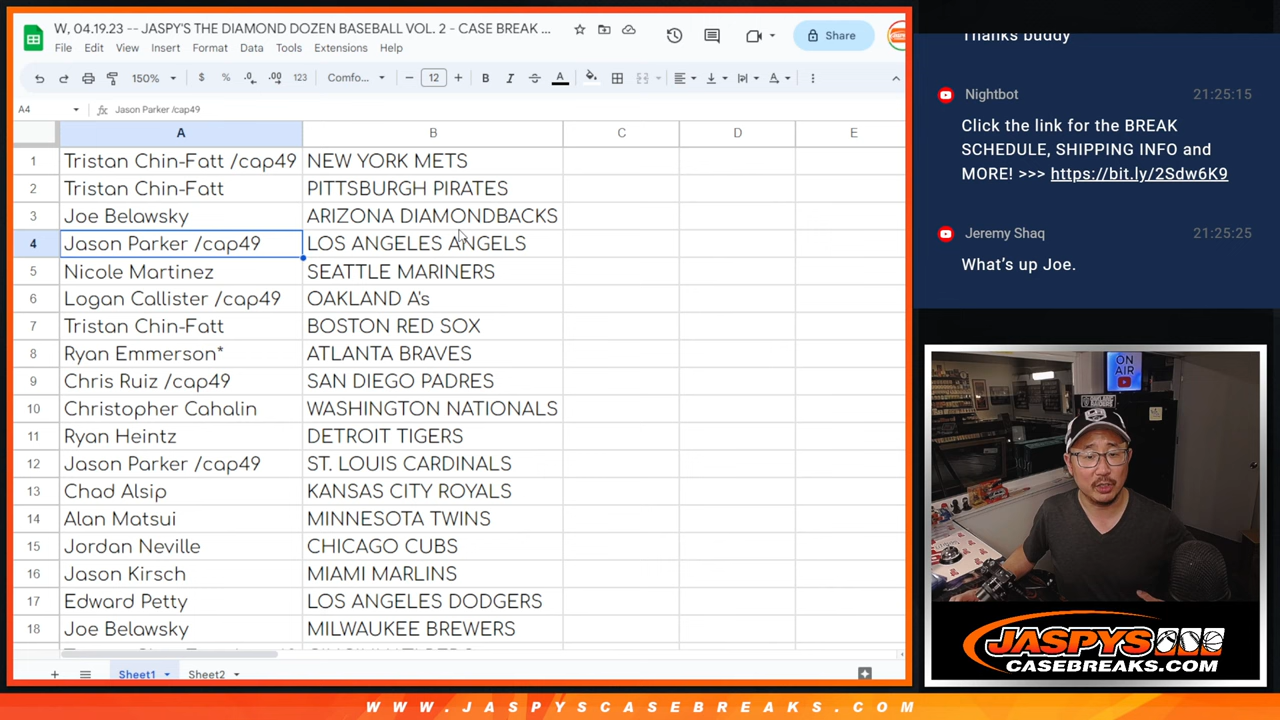 W, 04.19.23 -- JASPY'S THE DIAMOND DOZEN BASEBALL VOL. 2 - CASE BREAK ...
File Edit View Insert Format Data Tools Extensions Help
Share
150% $ % .0 .00 123 Comfo... 12 B I A
A4 Jason Parker /cap49
A B C D E
1 Tristan Chin-Fatt /cap49 NEW YORK METS
2 Tristan Chin-Fatt PITTSBURGH PIRATES
3 Joe Belawsky ARIZONA DIAMONDBACKS
4 Jason Parker /cap49 LOS ANGELES ANGELS
5 Nicole Martinez SEATTLE MARINERS
6 Logan Callister /cap49 OAKLAND A's
7 Tristan Chin-Fatt BOSTON RED SOX
8 Ryan Emmerson* ATLANTA BRAVES
9 Chris Ruiz /cap49 SAN DIEGO PADRES
10 Christopher Cahalin WASHINGTON NATIONALS
11 Ryan Heintz DETROIT TIGERS
12 Jason Parker /cap49 ST. LOUIS CARDINALS
13 Chad Alsip KANSAS CITY ROYALS
14 Alan Matsui MINNESOTA TWINS
15 Jordan Neville CHICAGO CUBS
16 Jason Kirsch MIAMI MARLINS
17 Edward Petty LOS ANGELES DODGERS
18 Joe Belawsky MILWAUKEE BREWERS
Sheet1 Sheet2
Thanks buddy
Nightbot 21:25:15
Click the link for the BREAK
SCHEDULE, SHIPPING INFO and
MORE! >>> https://bit.ly/2Sdw6K9
Jeremy Shaq 21:25:25
What's up Joe.
ON
AIR
JASPYS
CASEBREAKS.COM
WWW.JASPYSCASEBREAKS.COM